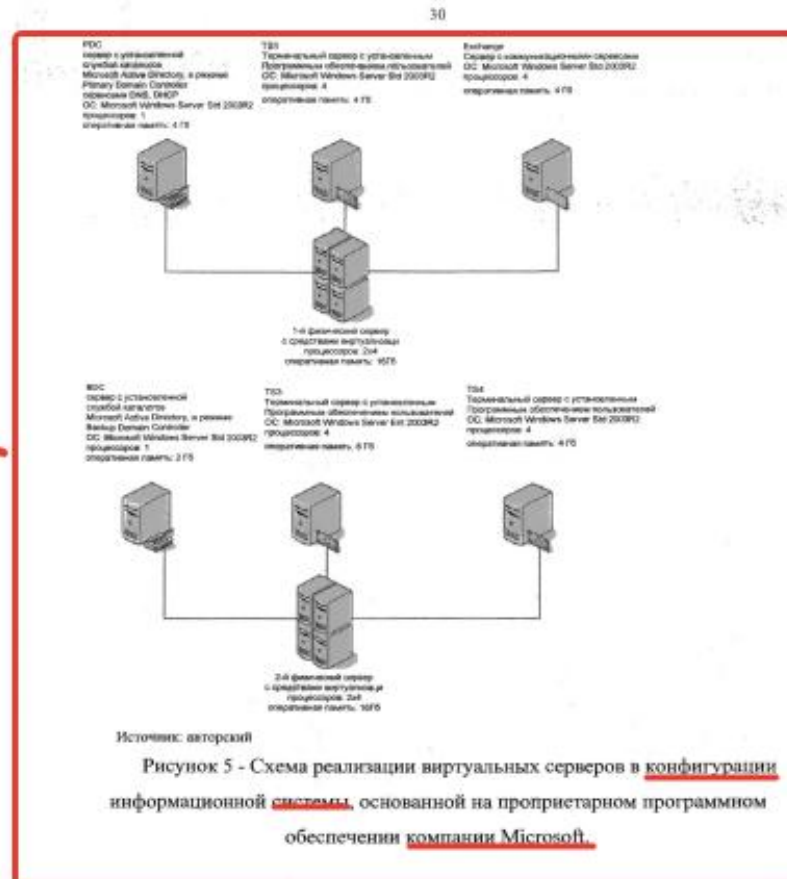 30
PDC
сервер с установленной
службой каталогов
Microsoft Active Directory, в режиме
Primary Domain Controller
сервисами DNS, DHCP
ОС: Microsoft Windows Server Std 2003R2
процессоров: 1
оперативная память: 4 Гб
TS1
Терминальный сервер с установленным
Программным обеспечением пользователей
ОС: Microsoft Windows Server Std 2003R2
процессоров: 4
оперативная память: 4 Гб
Exchange
Сервер с коммуникационными сервисами
ОС: Microsoft Windows Server Std 2003R2
процессоров: 4
оперативная память: 4 Гб
1-й физический сервер
с средствами виртуализации
процессоров: 2x4
оперативная память: 16Гб
BDC
сервер с установленной
службой каталогов
Microsoft Active Directory, в режиме
Backup Domain Controller
ОС: Microsoft Windows Server Std 2003R2
процессоров: 1
оперативная память: 2 Гб
TS3
Терминальный сервер с установленным
Программным обеспечением пользователей
ОС: Microsoft Windows Server Ent 2003R2
процессоров: 4
оперативная память: 8 Гб
TS4
Терминальный сервер с установленным
Программным обеспечением пользователей
ОС: Microsoft Windows Server Std 2003R2
процессоров: 4
оперативная память: 4 Гб
2-й физический сервер
с средствами виртуализации
процессоров: 2x4
оперативная память: 16Гб
Источник: авторский
Рисунок 5 - Схема реализации виртуальных серверов в конфигурации
информационной системы, основанной на проприетарном программном
обеспечении компании Microsoft.